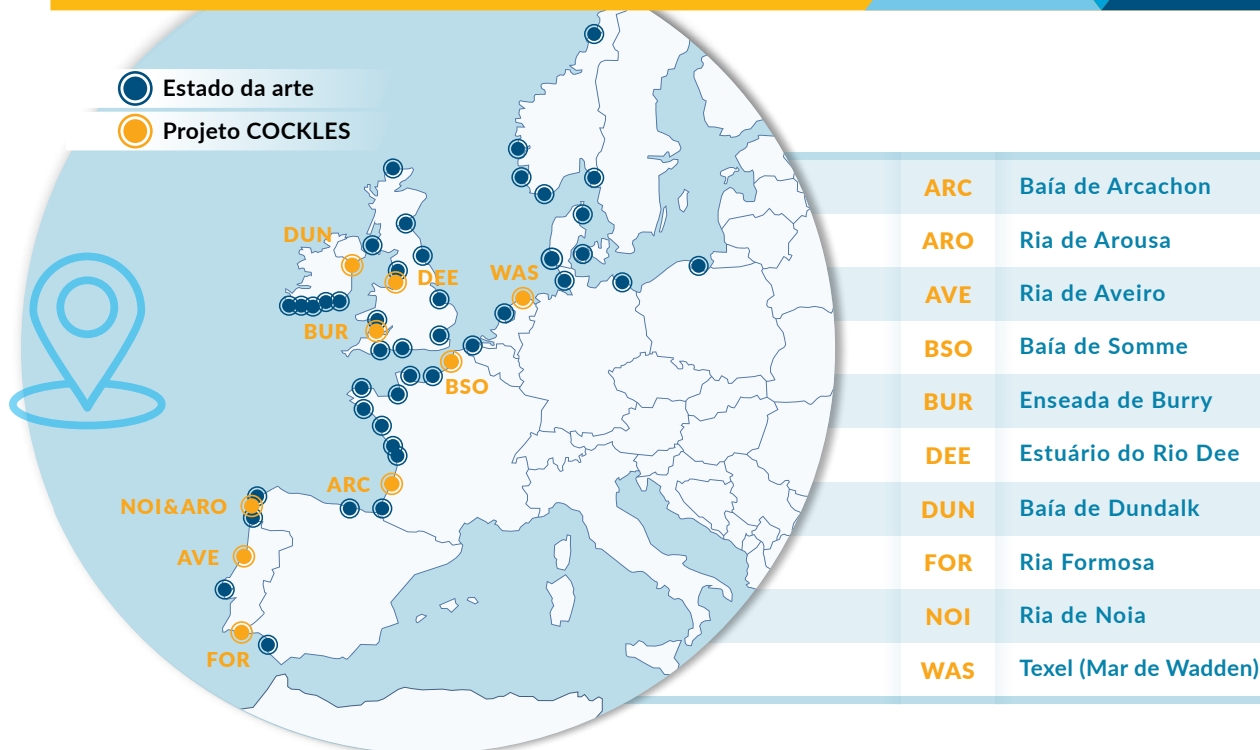 Estado da arte
Projeto COCKLES
DUN
DEE
WAS
BUR
BSO
ARC
NOI&ARO
AVE
FOR
ARC Baía de Arcachon
ARO Ria de Arousa
AVE Ria de Aveiro
BSO Baía de Somme
BUR Enseada de Burry
DEE Estuário do Rio Dee
DUN Baía de Dundalk
FOR Ria Formosa
NOI Ria de Noia
WAS Texel (Mar de Wadden)